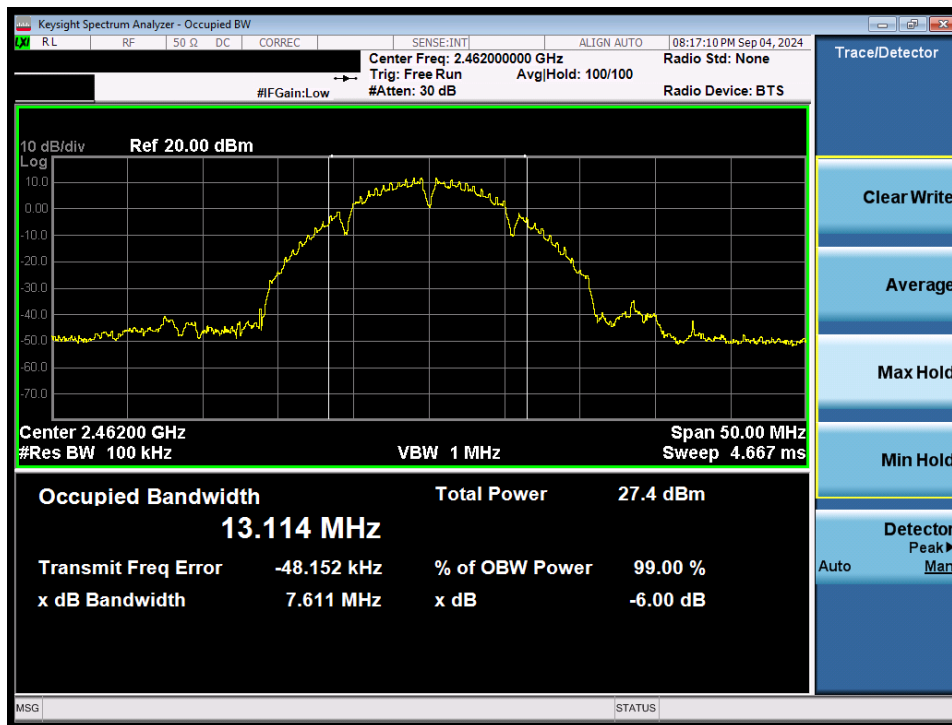 Keysight Spectrum Analyzer - Occupied BW
LXI RL RF 50 Ω DC CORREC SENSE:INT ALIGN AUTO 08:17:10 PM Sep 04, 2024
Center Freq: 2.462000000 GHz Radio Std: None
Trig: Free Run Avg|Hold: 100/100
#IFGain:Low #Atten: 30 dB Radio Device: BTS
10 dB/div Ref 20.00 dBm
Log
10.0
0.00
-10.0
-20.0
-30.0
-40.0
-50.0
-60.0
-70.0
Center 2.46200 GHz Span 50.00 MHz
#Res BW 100 kHz VBW 1 MHz Sweep 4.667 ms
Occupied Bandwidth Total Power 27.4 dBm
13.114 MHz
Transmit Freq Error -48.152 kHz % of OBW Power 99.00 %
x dB Bandwidth 7.611 MHz x dB -6.00 dB
MSG STATUS
Trace/Detector
Clear Write
Average
Max Hold
Min Hold
Detector
Peak▶
Auto Man